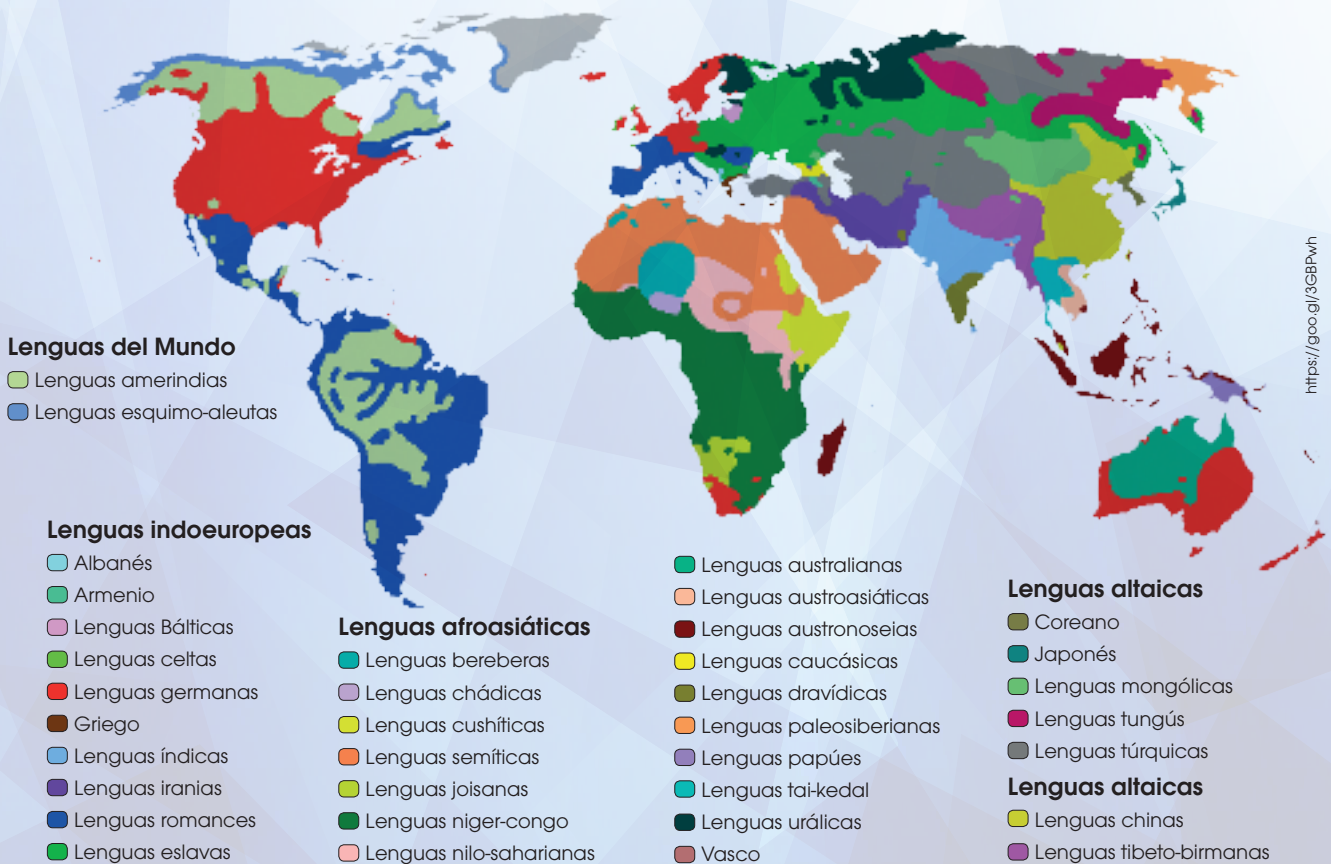 Lenguas del Mundo
Lenguas amerindias
Lenguas esquimo-aleutas
Lenguas indoeuropeas
Albanés
Armenio
Lenguas Bálticas
Lenguas celtas
Lenguas germanas
Griego
Lenguas índicas
Lenguas iranias
Lenguas romances
Lenguas eslavas
Lenguas afroasiáticas
Lenguas bereberas
Lenguas chádicas
Lenguas cushíticas
Lenguas semíticas
Lenguas joisanas
Lenguas niger-congo
Lenguas nilo-saharianas
Lenguas australianas
Lenguas austroasiáticas
Lenguas austronoseias
Lenguas caucásicas
Lenguas dravídicas
Lenguas paleosiberianas
Lenguas papúes
Lenguas tai-kedal
Lenguas urálicas
Vasco
Lenguas altaicas
Coreano
Japonés
Lenguas mongólicas
Lenguas tungús
Lenguas túrquicas
Lenguas altaicas
Lenguas chinas
Lenguas tibeto-birmanas
https://goo.gl/3GBPwh